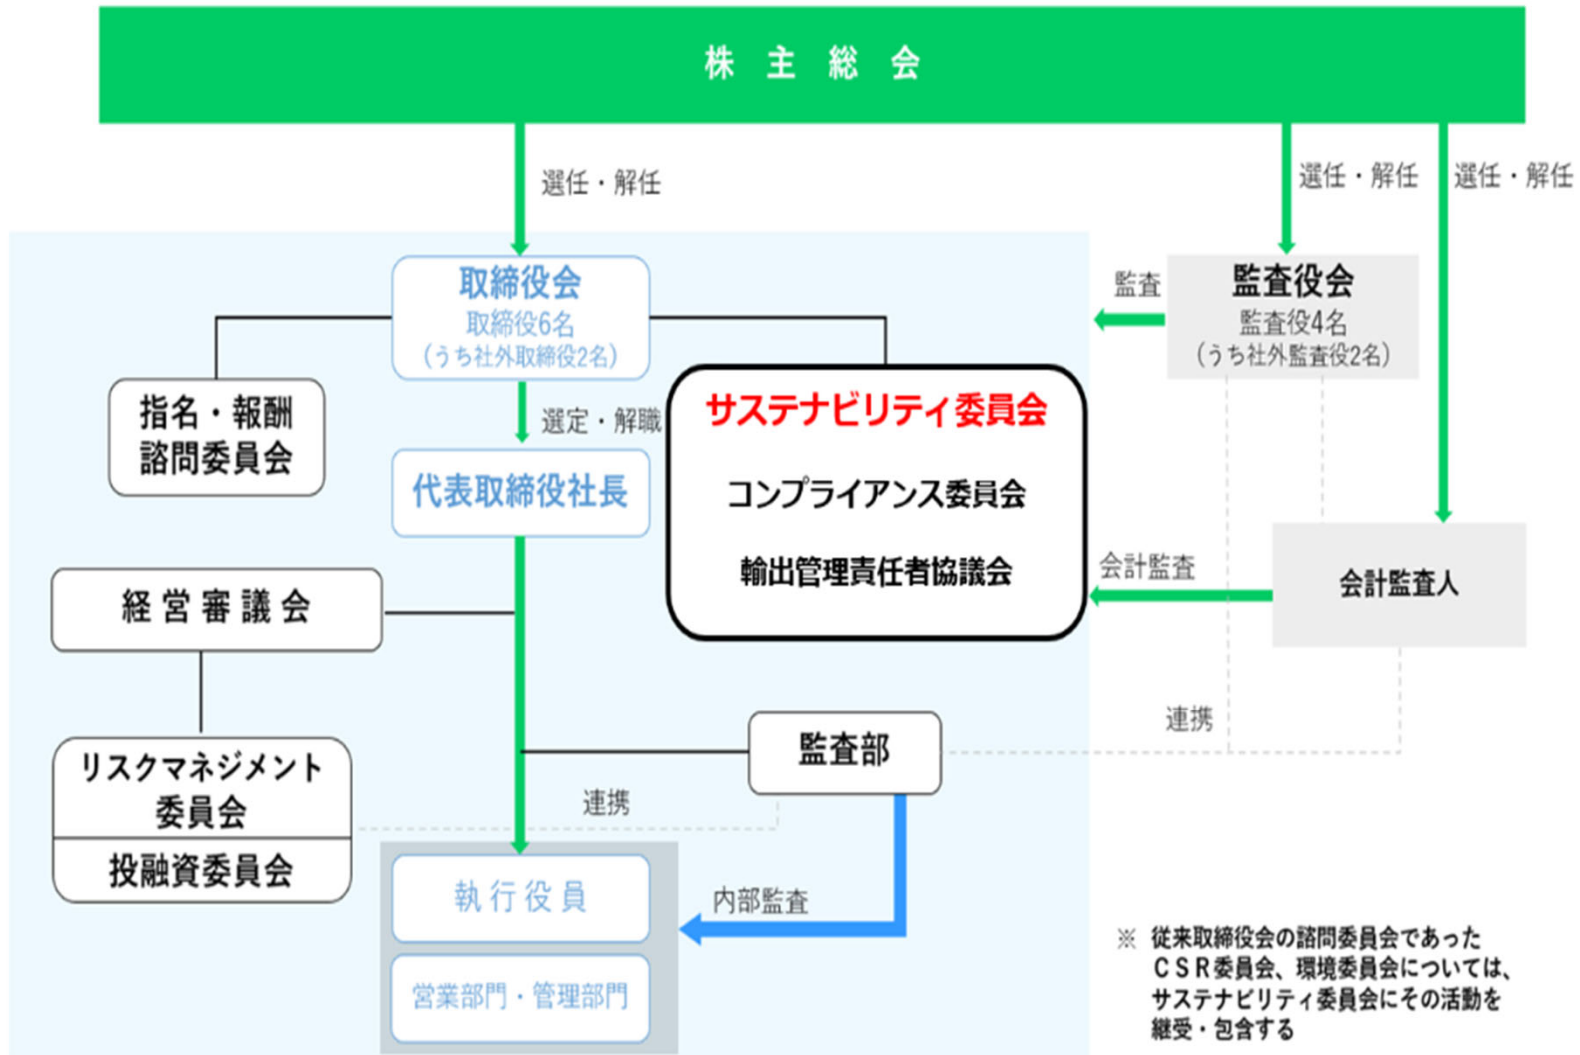 株 主 総 会
選任・解任
選任・解任
選任・解任
取締役会
取締役6名
(うち社外取締役2名)
監査
監査役会
監査役4名
(うち社外監査役2名)
指名・報酬
諮問委員会
選定・解職
代表取締役社長
サステナビリティ委員会
コンプライアンス委員会
輸出管理責任者協議会
会計監査
会計監査人
経 営 審 議 会
連携
監査部
リスクマネジメント
委員会
投融資委員会
連携
執 行 役 員
内部監査
営業部門・管理部門
※ 従来取締役会の諮問委員会であった
CSR委員会、環境委員会については、
サステナビリティ委員会にその活動を
継受・包含する